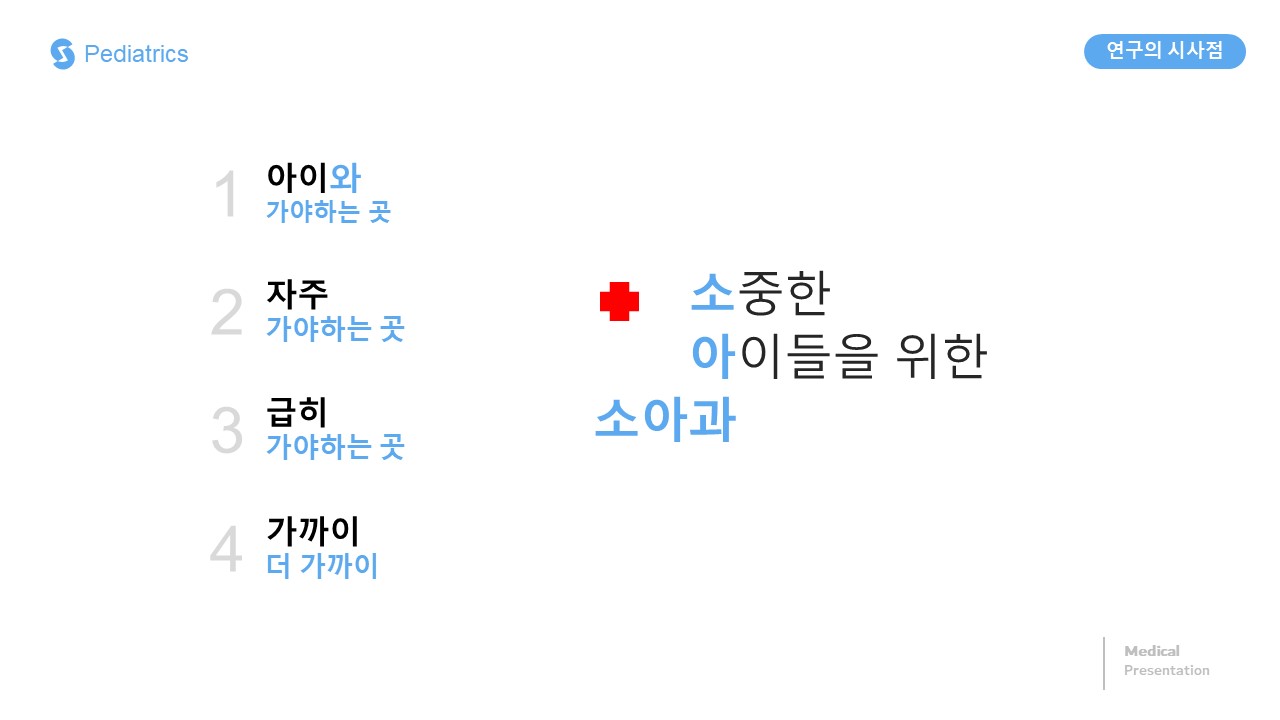 Pediatrics
연구의 시사점
1
아이와
가야하는 곳
2
자주
가야하는 곳
3
급히
가야하는 곳
4
가까이
더 가까이
소중한
아이들을 위한
소아과
Medical
Presentation